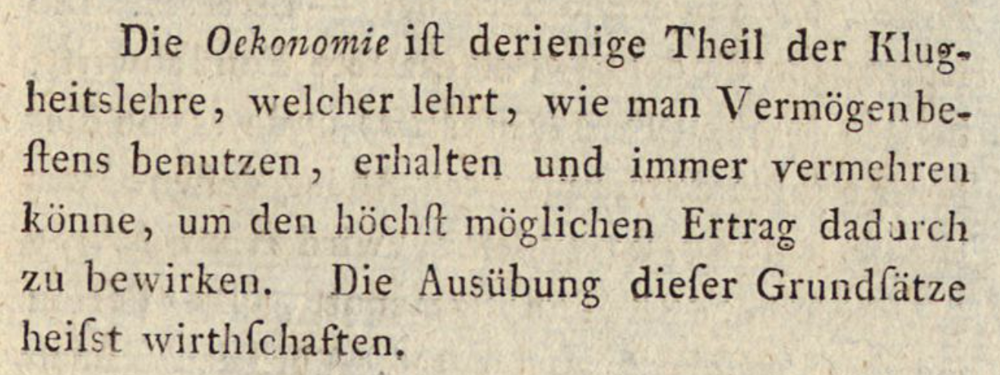 Die Oekonomie iſt derienige Theil der Klug-
heitslehre, welcher lehrt, wie man Vermögen be-
ſtens benutzen, erhalten und immer vermehren
könne, um den höchſt möglichen Ertrag dadurch
zu bewirken. Die Ausübung dieſer Grundſätze
heiſst wirthſchaften.